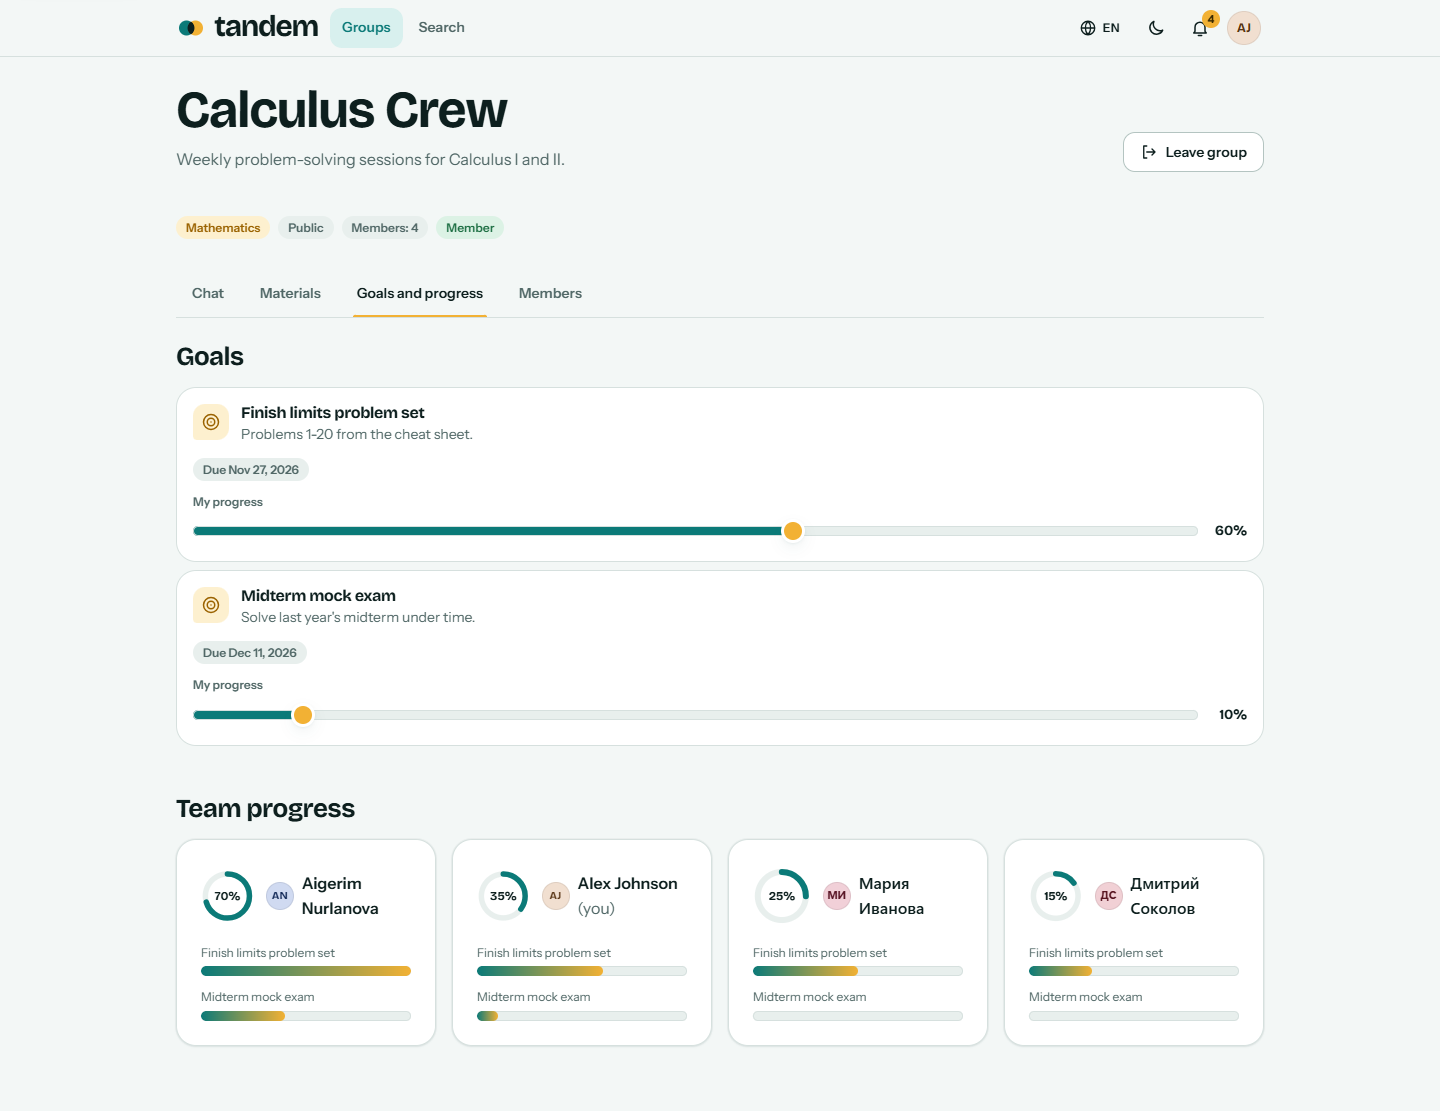 tandem
Groups
Search
EN
4
AJ
Calculus Crew
Weekly problem-solving sessions for Calculus I and II.
Leave group
Mathematics
Public
Members: 4
Member
Chat
Materials
Goals and progress
Members
Goals
Finish limits problem set
Problems 1-20 from the cheat sheet.
Due Nov 27, 2026
My progress
60%
Midterm mock exam
Solve last year's midterm under time.
Due Dec 11, 2026
My progress
10%
Team progress
70%
AN
Aigerim
Nurlanova
Finish limits problem set
Midterm mock exam
35%
AJ
Alex Johnson
(you)
Finish limits problem set
Midterm mock exam
25%
МИ
Мария
Иванова
Finish limits problem set
Midterm mock exam
15%
ДС
Дмитрий
Соколов
Finish limits problem set
Midterm mock exam